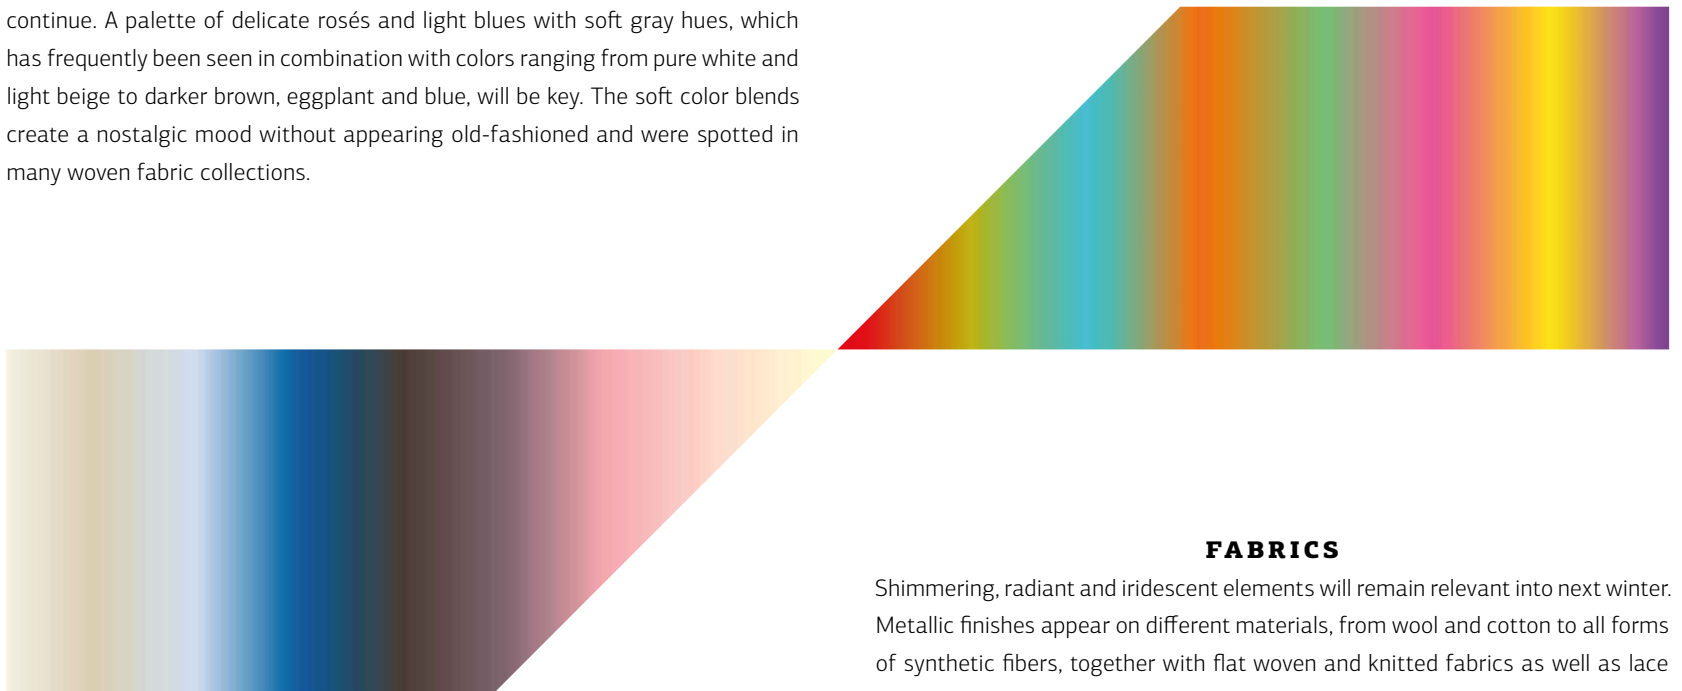 continue. A palette of delicate rosés and light blues with soft gray hues, which
has frequently been seen in combination with colors ranging from pure white and
light beige to darker brown, eggplant and blue, will be key. The soft color blends
create a nostalgic mood without appearing old-fashioned and were spotted in
many woven fabric collections.
FABRICS
Shimmering, radiant and iridescent elements will remain relevant into next winter.
Metallic finishes appear on different materials, from wool and cotton to all forms
of synthetic fibers, together with flat woven and knitted fabrics as well as lace